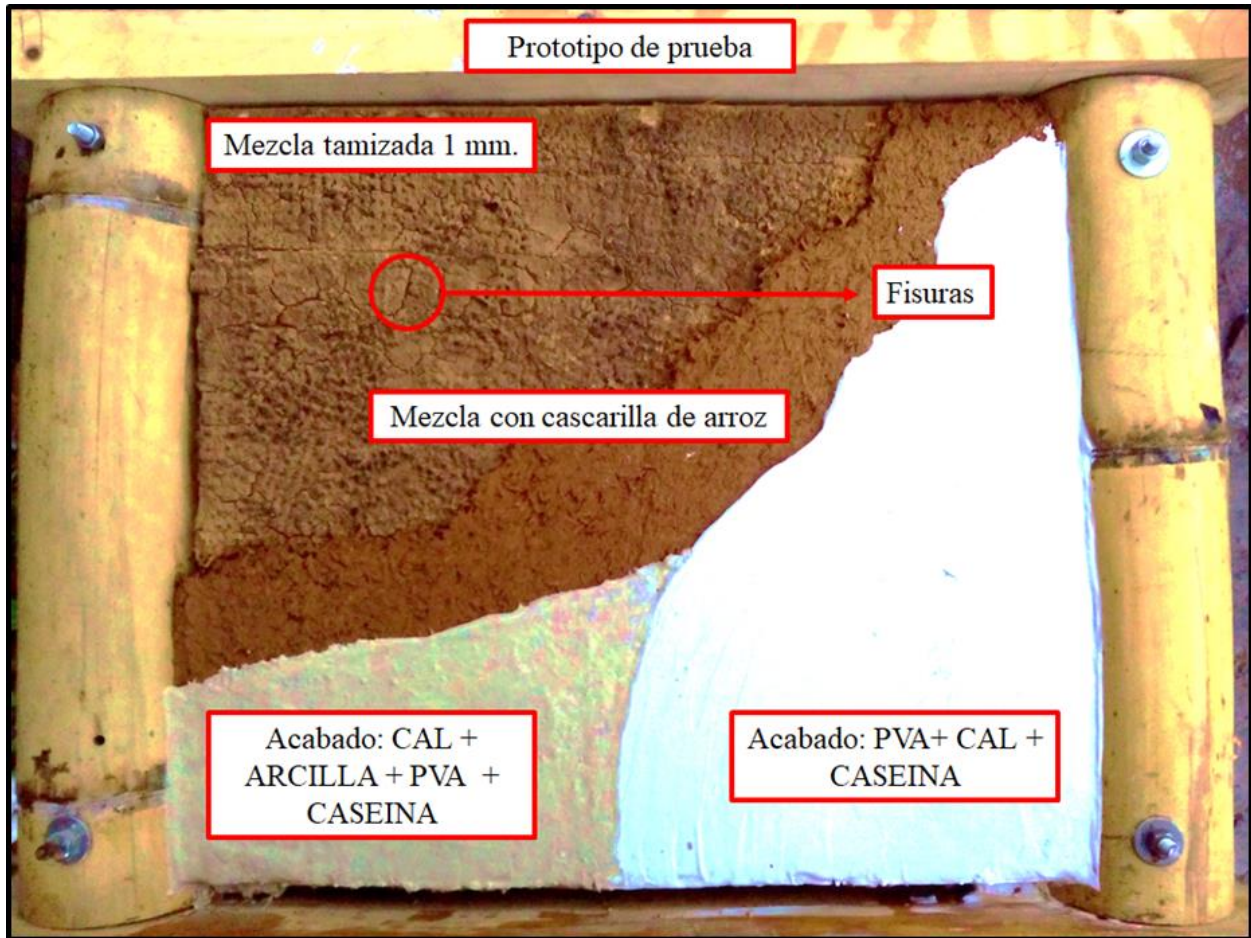 Prototipo de prueba
Mezcla tamizada 1 mm.
Fisuras
Mezcla con cascarilla de arroz
Acabado: CAL +
ARCILLA + PVA +
CASEINA
Acabado: PVA+ CAL +
CASEINA